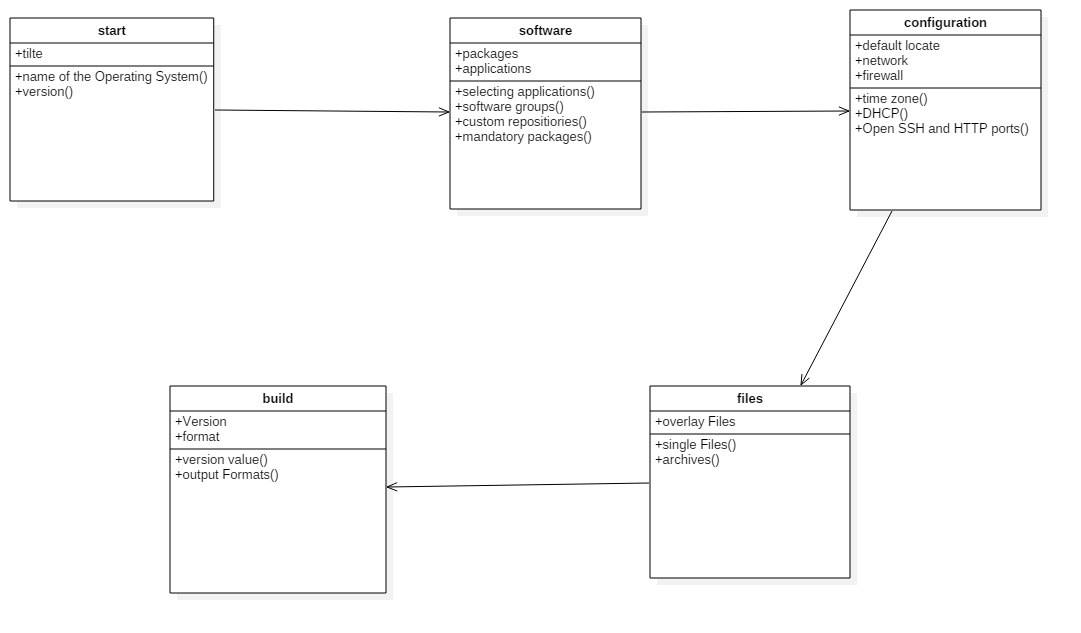 start
+tilte
+name of the Operating System()
+version()
software
+packages
+applications
+selecting applications()
+software groups()
+custom repositiories()
+mandatory packages()
configuration
+default locate
+network
+firewall
+time zone()
+DHCP()
+Open SSH and HTTP ports()
build
+Version
+format
+version value()
+output Formats()
files
+overlay Files
+single Files()
+archives()